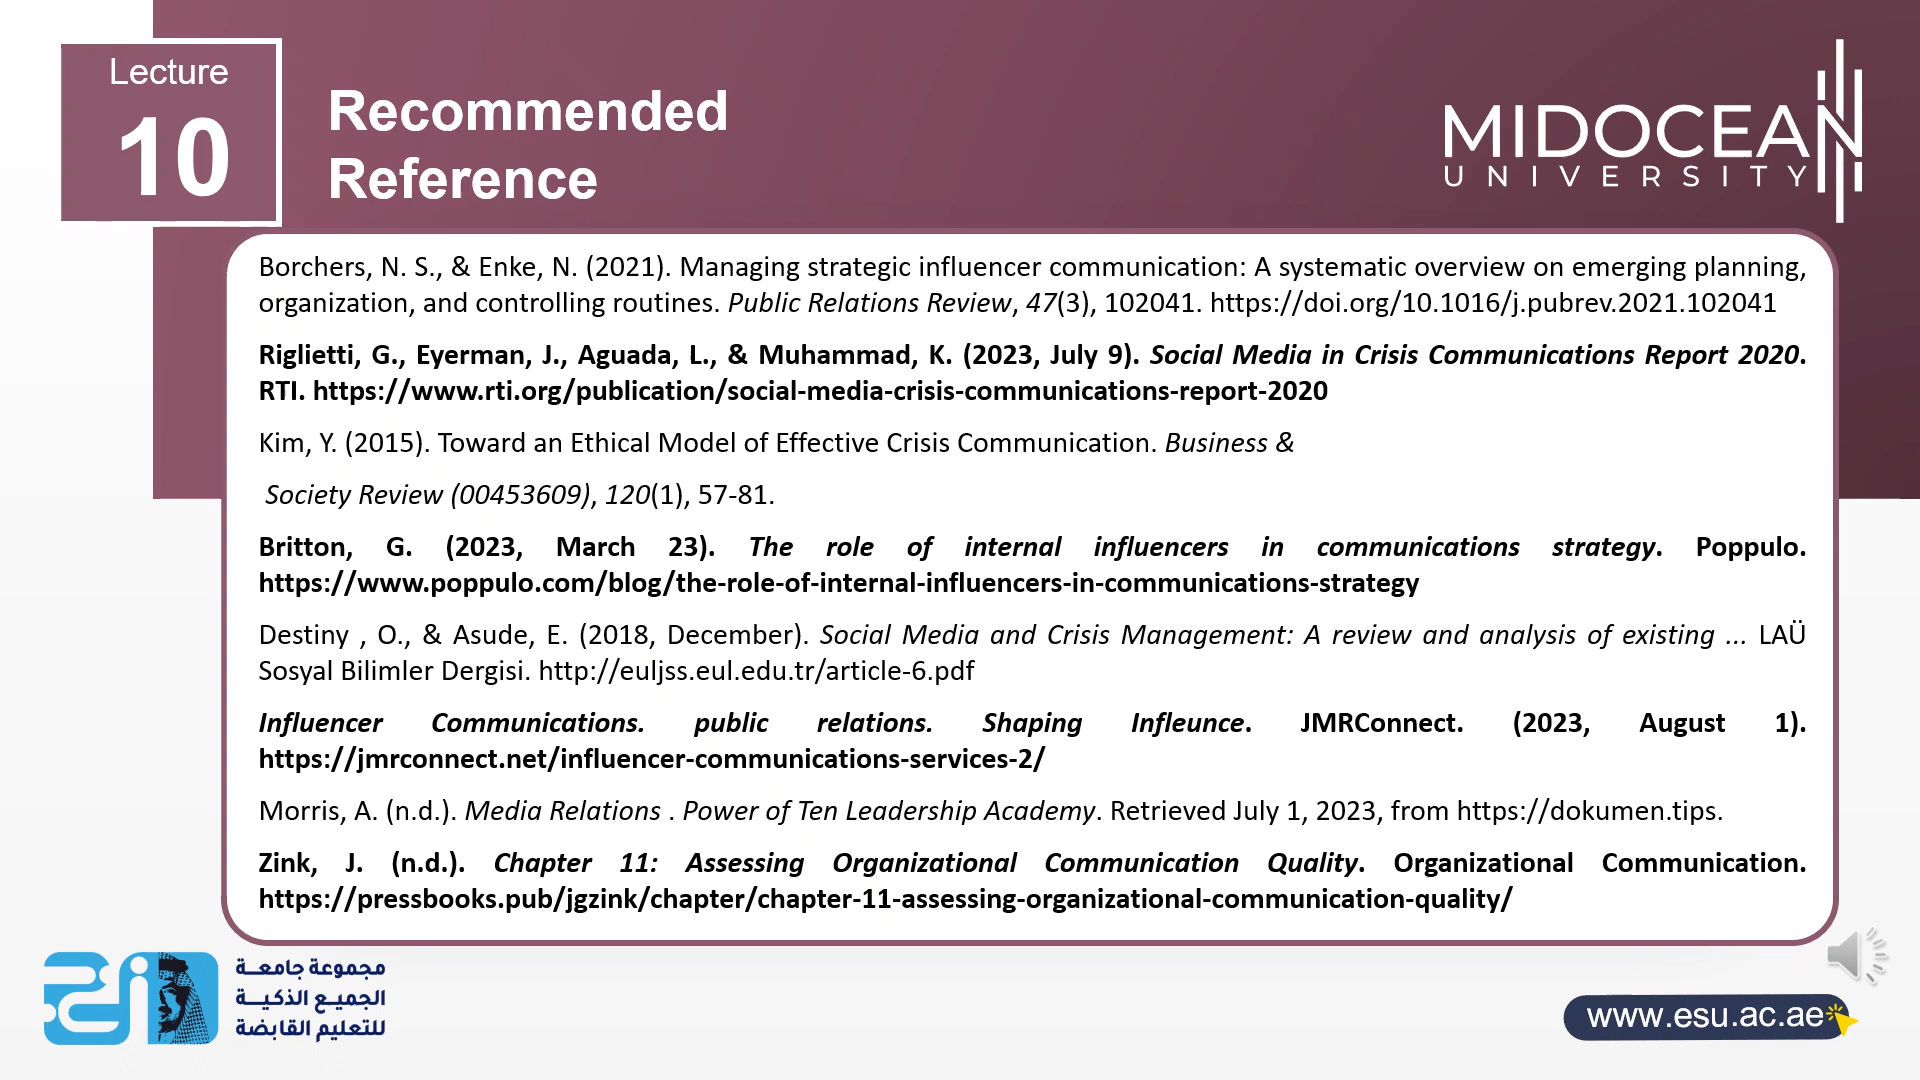 Lecture
10
Recommended
Reference
MIDOCEAN
UNIVERSITY
Borchers, N. S., & Enke, N. (2021). Managing strategic influencer communication: A systematic overview on emerging planning,
organization, and controlling routines. Public Relations Review, 47(3), 102041. https://doi.org/10.1016/j.pubrev.2021.102041
Riglietti, G., Eyerman, J., Aguada, L., & Muhammad, K. (2023, July 9). Social Media in Crisis Communications Report 2020.
RTI. https://www.rti.org/publication/social-media-crisis-communications-report-2020
Kim, Y. (2015). Toward an Ethical Model of Effective Crisis Communication. Business &
Society Review (00453609), 120(1), 57-81.
Britton, G. (2023, March 23). The role of internal influencers in communications strategy. Poppulo.
https://www.poppulo.com/blog/the-role-of-internal-influencers-in-communications-strategy
Destiny , O., & Asude, E. (2018, December). Social Media and Crisis Management: A review and analysis of existing ... LAÜ
Sosyal Bilimler Dergisi. http://euljss.eul.edu.tr/article-6.pdf
Influencer Communications. public relations. Shaping Infleunce. JMRConnect. (2023, August 1).
https://jmrconnect.net/influencer-communications-services-2/
Morris, A. (n.d.). Media Relations . Power of Ten Leadership Academy. Retrieved July 1, 2023, from https://dokumen.tips.
Zink, J. (n.d.). Chapter 11: Assessing Organizational Communication Quality. Organizational Communication.
https://pressbooks.pub/jgzink/chapter/chapter-11-assessing-organizational-communication-quality/
مجموعة جامعة
الجميع الذكية
للتعليم القابضة
www.esu.ac.ae